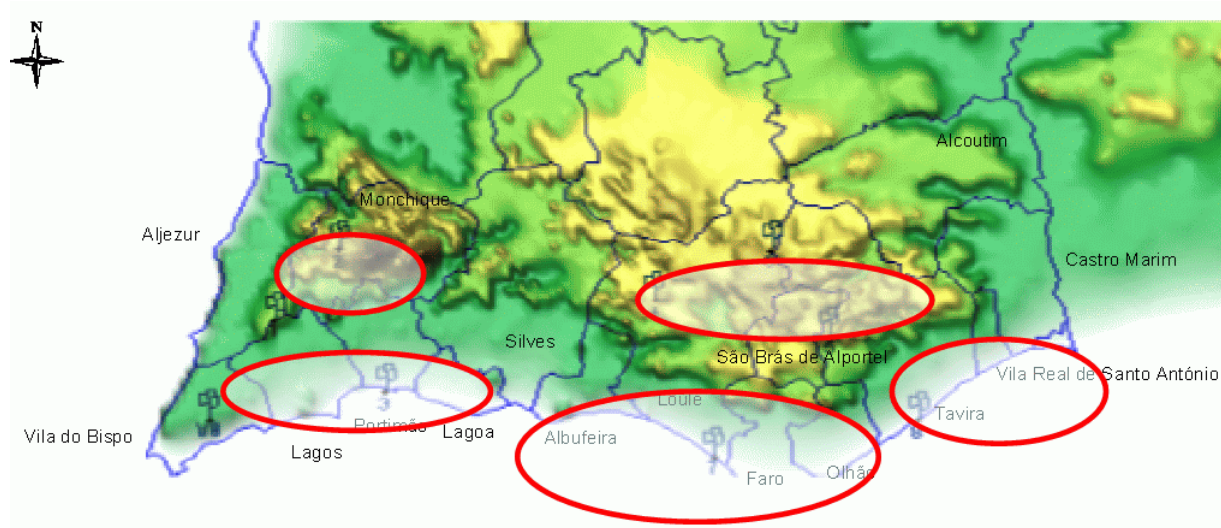 N
Alcoutim
Monchique
Aljezur
Castro Marim
Silves
São Brás de Alportel
Vila Real de Santo António
Loulé
Tavira
Portimão
Lagoa
Albufeira
Vila do Bispo
Lagos
Olhão
Faro